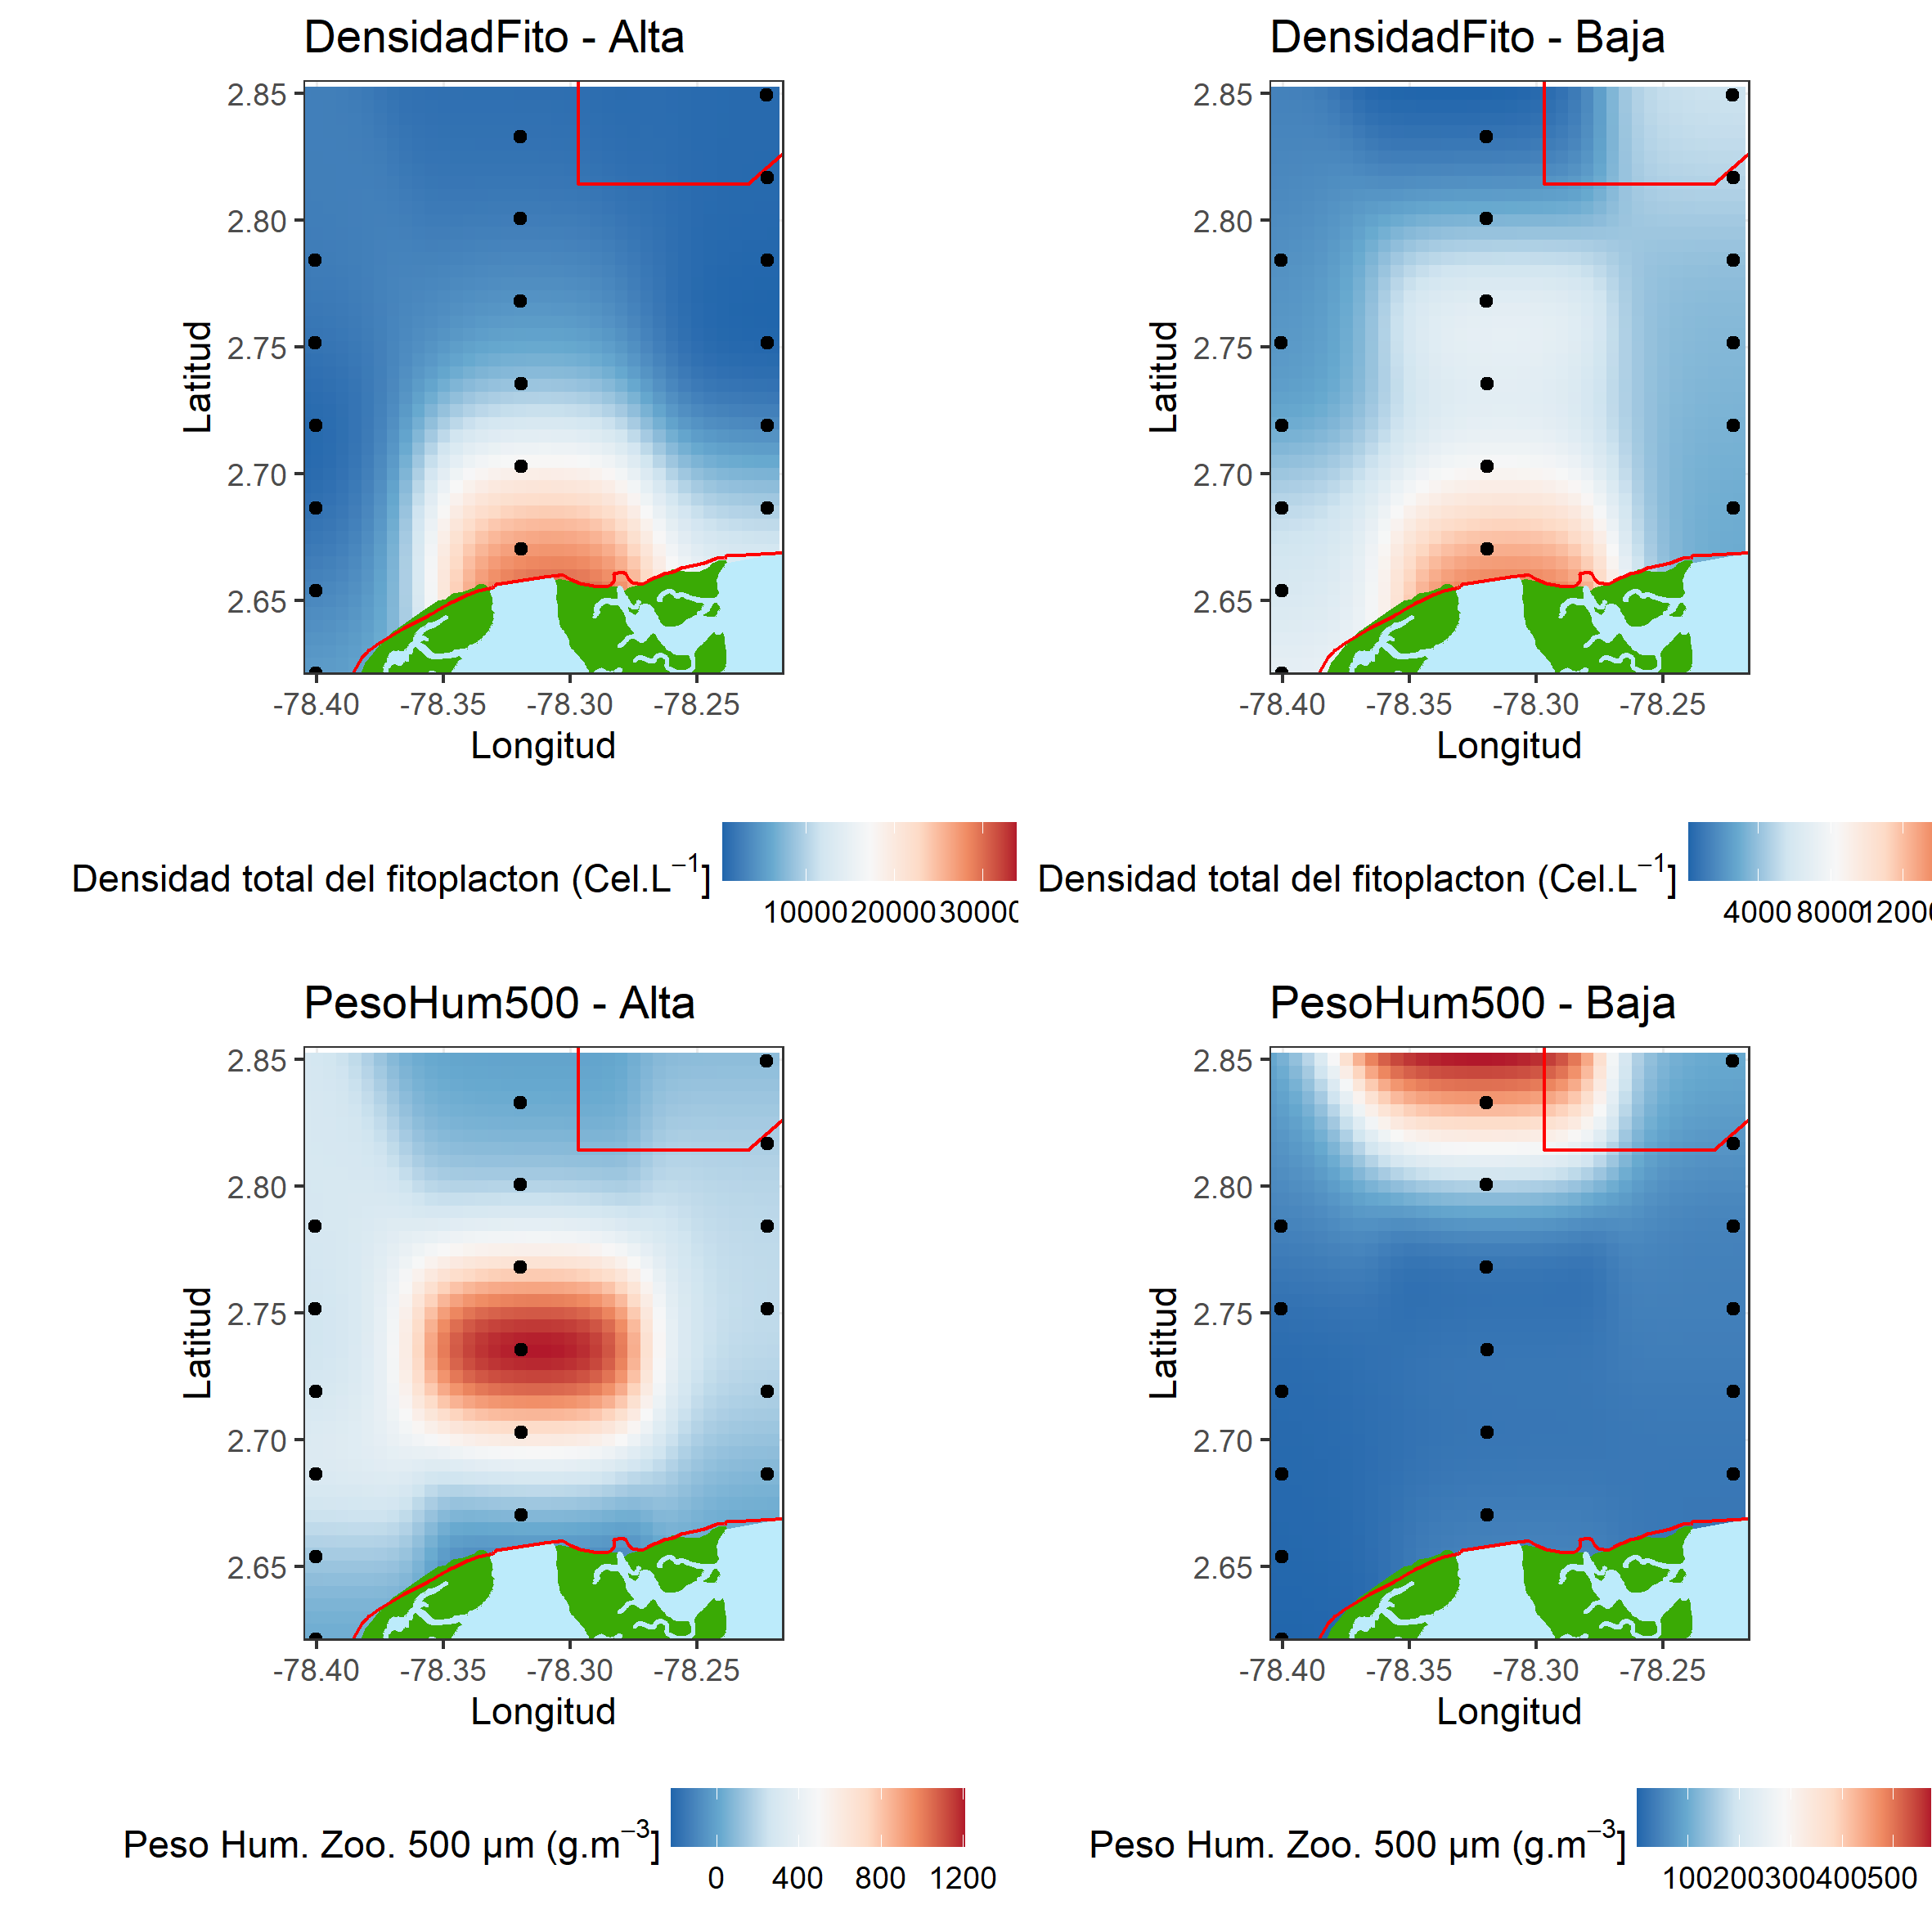 DensidadFito - Alta
2.85
2.80
2.75
2.70
2.65
Latitud
-78.40 -78.35 -78.30 -78.25
Longitud
Densidad total del fitoplacton (Cel.L⁻¹]
10000 20000 30000
DensidadFito - Baja
2.85
2.80
2.75
2.70
2.65
Latitud
-78.40 -78.35 -78.30 -78.25
Longitud
Densidad total del fitoplacton (Cel.L⁻¹]
4000 8000 12000
PesoHum500 - Alta
2.85
2.80
2.75
2.70
2.65
Latitud
-78.40 -78.35 -78.30 -78.25
Longitud
Peso Hum. Zoo. 500 µm (g.m⁻³]
0 400 800 1200
PesoHum500 - Baja
2.85
2.80
2.75
2.70
2.65
Latitud
-78.40 -78.35 -78.30 -78.25
Longitud
Peso Hum. Zoo. 500 µm (g.m⁻³]
100 200 300 400 500